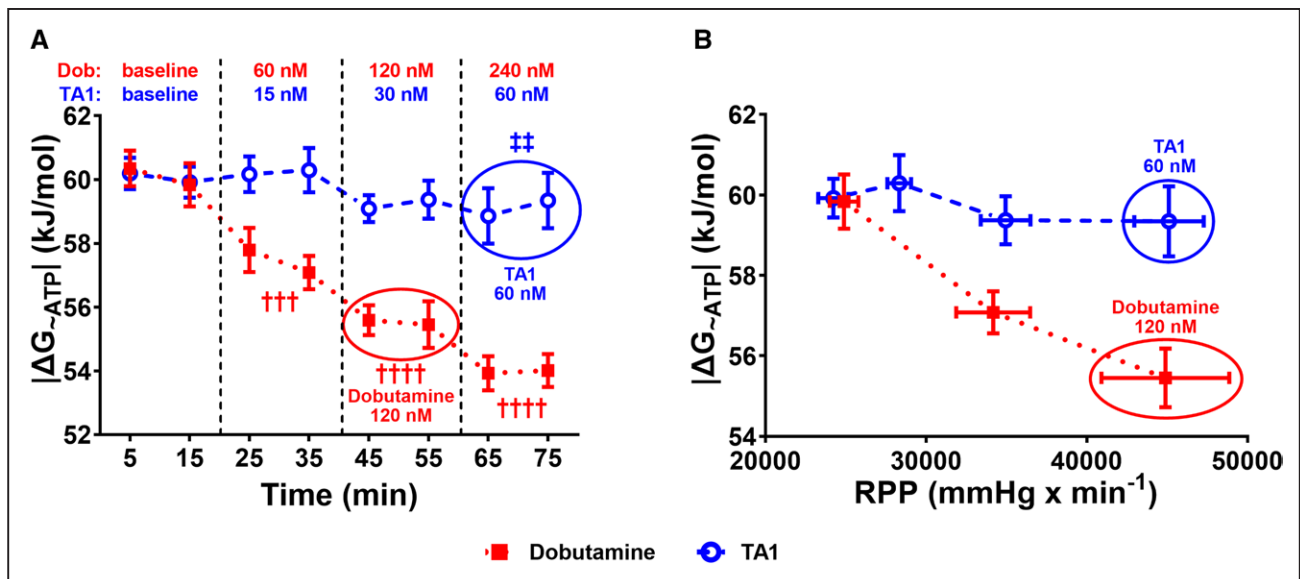 A
Dob: baseline 60 nM 120 nM 240 nM
TA1: baseline 15 nM 30 nM 60 nM
|ΔG~ATP| (kJ/mol)
62
60
58
56
54
52
‡‡
TA1
60 nM
†††
††††
Dobutamine
120 nM
††††
5 15 25 35 45 55 65 75
Time (min)
B
|ΔG~ATP| (kJ/mol)
62
60
58
56
54
TA1
60 nM
Dobutamine
120 nM
20000 30000 40000 50000
RPP (mmHg x min-1)
Dobutamine TA1